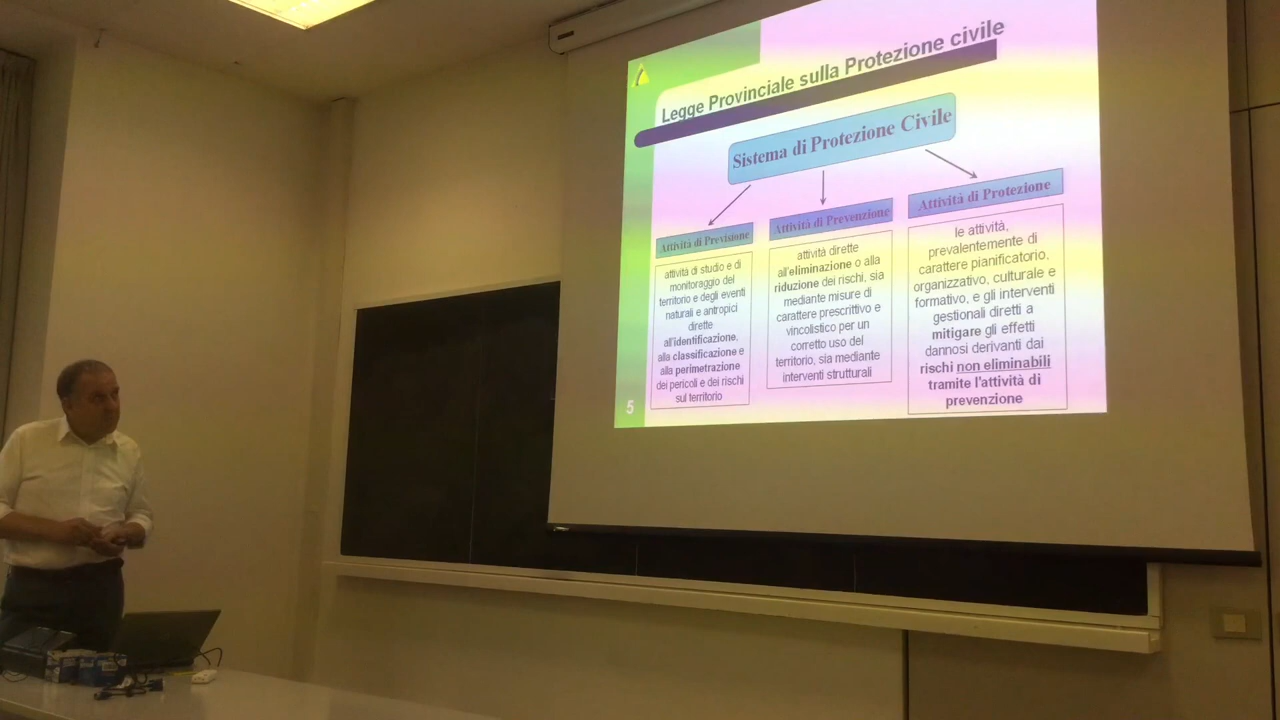 Legge Provinciale sulla Protezione civile
Sistema di Protezione Civile
Attività di Previsione
attività di studio e di
monitoraggio del
territorio e degli eventi
naturali e antropici
dirette
all'identificazione,
alla classificazione e
alla perimetrazione
dei pericoli e dei rischi
sul territorio
Attività di Prevenzione
attività dirette
all'eliminazione o alla
riduzione dei rischi, sia
mediante misure di
carattere prescrittivo e
vincolistico per un
corretto uso del
territorio, sia mediante
interventi strutturali
Attività di Protezione
le attività,
prevalentemente di
carattere pianificatorio,
organizzativo, culturale e
formativo, e gli interventi
gestionali diretti a
mitigare gli effetti
dannosi derivanti dai
rischi non eliminabili
tramite l'attività di
prevenzione
5